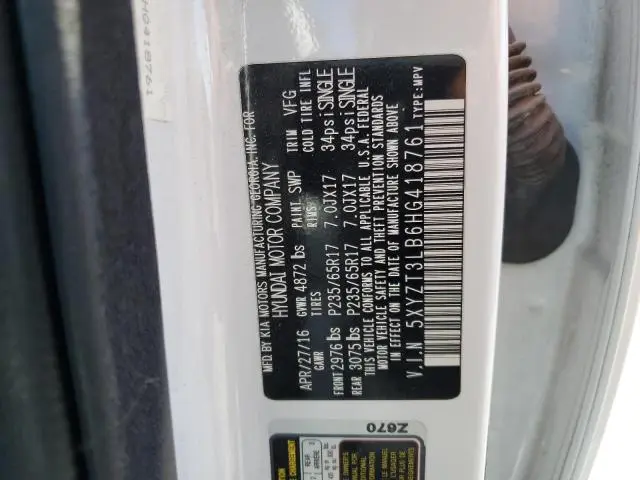 MFD.BY KIA MOTORS MANUFACTURING GEORGIA, INC. FOR
HYUNDAI MOTOR COMPANY
APR/27/16 GVWR 4872 lbs PAINT SWP TRIM VFG
GAWR TIRES RIMS COLD TIRE INFL
FRONT 2976 lbs P235/65R17 7.0JX17 34psi SINGLE
REAR 3075 lbs P235/65R17 7.0JX17 34psi SINGLE
THIS VEHICLE CONFORMS TO ALL APPLICABLE U.S.A. FEDERAL
MOTOR VEHICLE SAFETY AND THEFT PREVENTION STANDARDS
IN EFFECT ON THE DATE OF MANUFACTURE SHOWN ABOVE
V.I.N 5XYZT3LB6HG418761 TYPE:MPV
Z670
REAR
ARRIÈRE